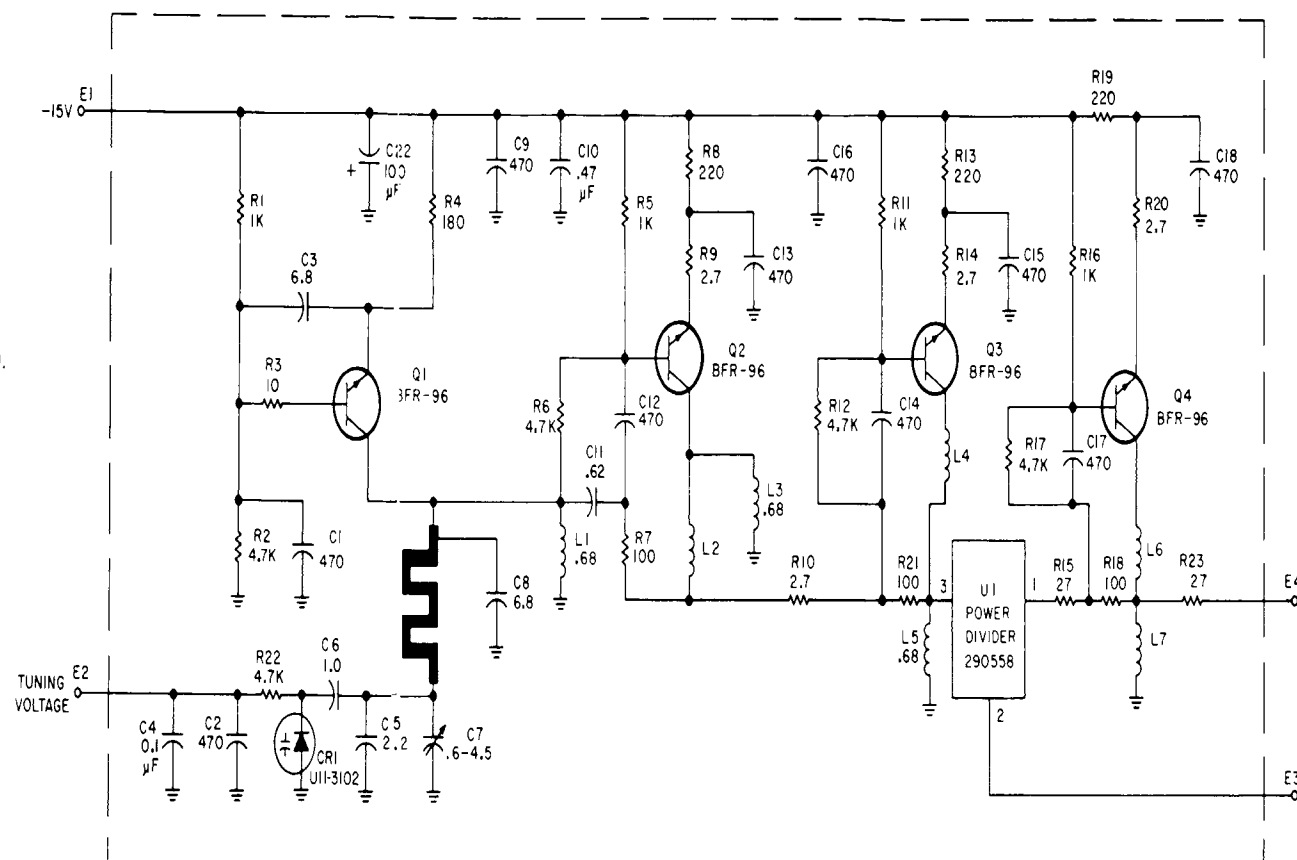 E1
-15V
R19
220
C22
100
µF
+
C9
470
C10
.47
µF
R8
220
C16
470
R13
220
C18
470
R1
1K
R4
180
R5
1K
R11
1K
R20
2.7
R9
2.7
C13
470
R14
2.7
C15
470
R16
1K
C3
6.8
Q2
BFR-96
Q3
BFR-96
R3
10
Q1
BFR-96
Q4
BFR-96
R6
4.7K
C12
470
R12
4.7K
C14
470
R17
4.7K
C17
470
C11
.62
L4
L3
.68
R2
4.7K
C1
470
L1
.68
R7
100
L2
L6
C8
6.8
R10
2.7
R21
100
3
U1
POWER
DIVIDER
290558
1
2
R15
27
R18
100
R23
27
E4
L5
.68
L7
TUNING
VOLTAGE
E2
R22
4.7K
C6
1.0
C4
0.1
µF
C2
470
CR1
U11-3102
C5
2.2
C7
.6-4.5
E3